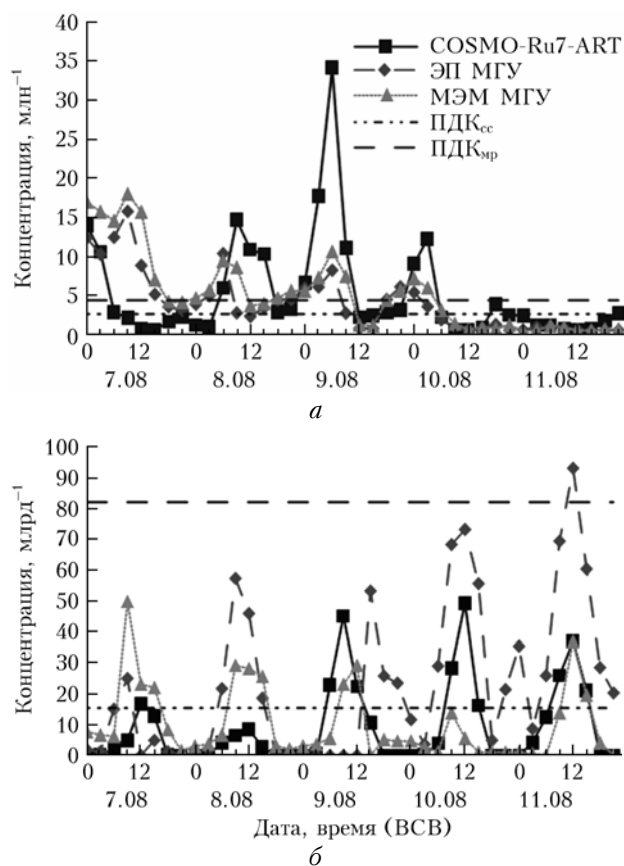 40
35
30
25
20
15
10
5
0
Концентрация, млн⁻¹
COSMO-Ru7-ART
ЭП МГУ
МЭМ МГУ
ПДКсс
ПДКмр
0 12 0 12 0 12 0 12 0 12
7.08 8.08 9.08 10.08 11.08
а
100
90
80
70
60
50
40
30
20
10
0
Концентрация, млрд⁻¹
0 12 0 12 0 12 0 12 0 12
7.08 8.08 9.08 10.08 11.08
Дата, время (ВСВ)
б